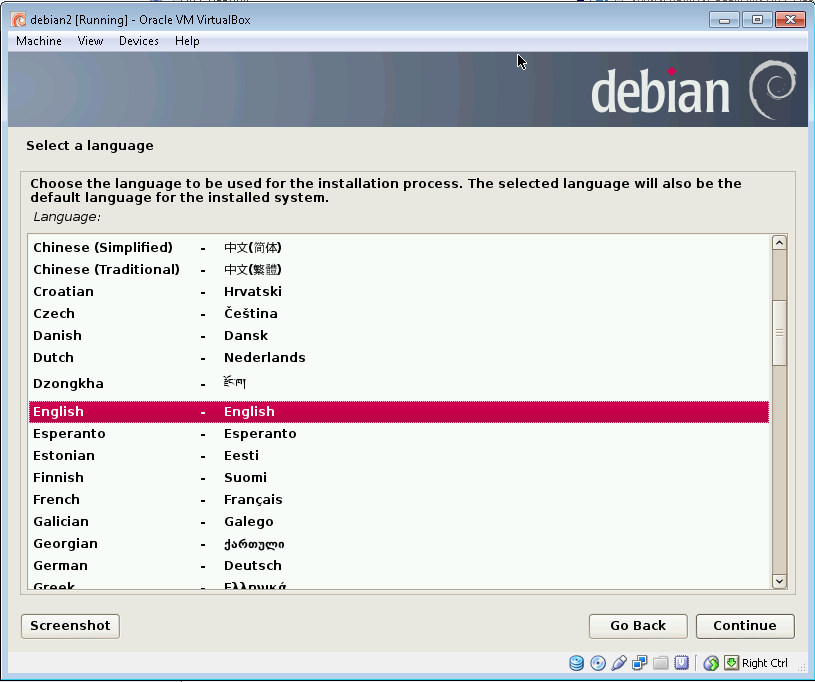 debian2 [Running] - Oracle VM VirtualBox
Machine View Devices Help
debian
Select a language
Choose the language to be used for the installation process. The selected language will also be the
default language for the installed system.
Language:
Chinese (Simplified) - 中文(简体)
Chinese (Traditional) - 中文(繁體)
Croatian - Hrvatski
Czech - Čeština
Danish - Dansk
Dutch - Nederlands
Dzongkha - རྫོང་ཁ།
English - English
Esperanto - Esperanto
Estonian - Eesti
Finnish - Suomi
French - Français
Galician - Galego
Georgian - ქართული
German - Deutsch
Greek - Ελληνικά
Screenshot Go Back Continue
Right Ctrl